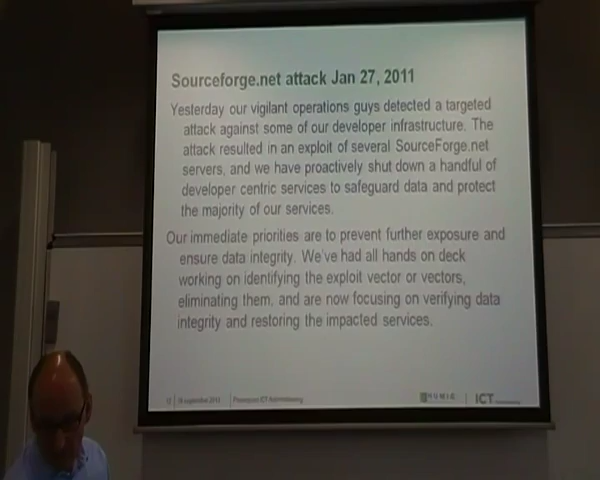 Sourceforge.net attack Jan 27, 2011
Yesterday our vigilant operations guys detected a targeted
attack against some of our developer infrastructure. The
attack resulted in an exploit of several SourceForge.net
servers, and we have proactively shut down a handful of
developer centric services to safeguard data and protect
the majority of our services.
Our immediate priorities are to prevent further exposure and
ensure data integrity. We've had all hands on deck
working on identifying the exploit vector or vectors,
eliminating them, and are now focusing on verifying data
integrity and restoring the impacted services.
ICT